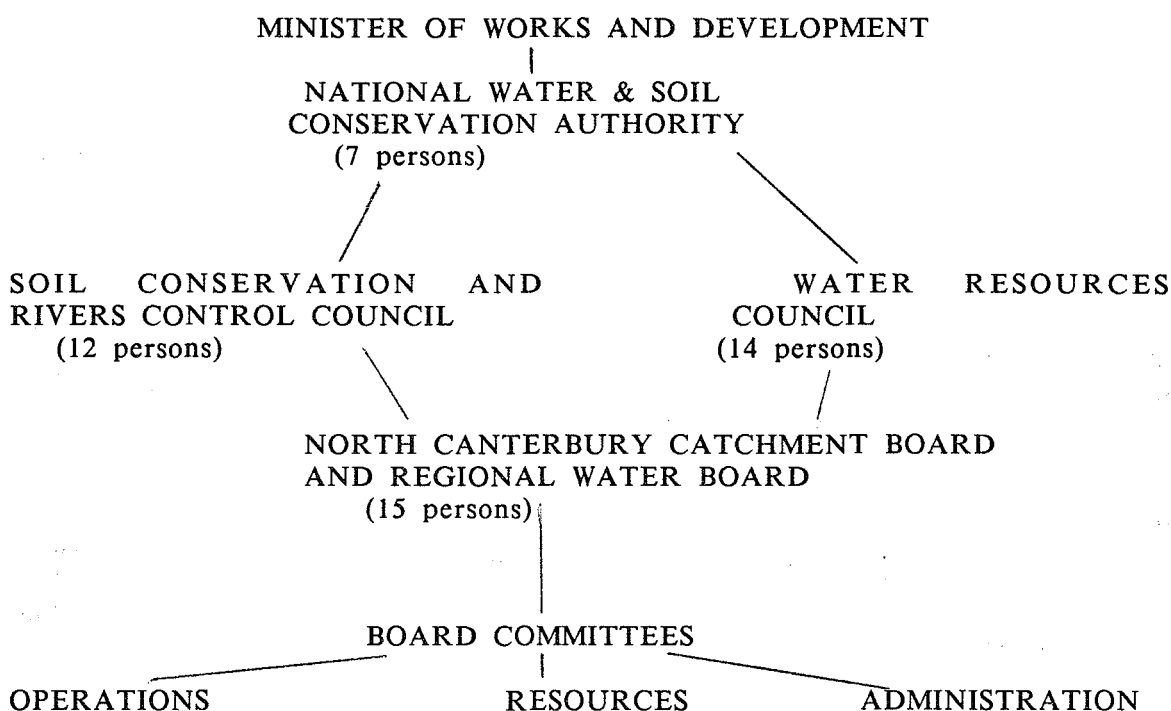 MINISTER OF WORKS AND DEVELOPMENT
NATIONAL WATER & SOIL
CONSERVATION AUTHORITY
(7 persons)
SOIL CONSERVATION AND
RIVERS CONTROL COUNCIL
(12 persons)
WATER RESOURCES
COUNCIL
(14 persons)
NORTH CANTERBURY CATCHMENT BOARD
AND REGIONAL WATER BOARD
(15 persons)
BOARD COMMITTEES
OPERATIONS
RESOURCES
ADMINISTRATION